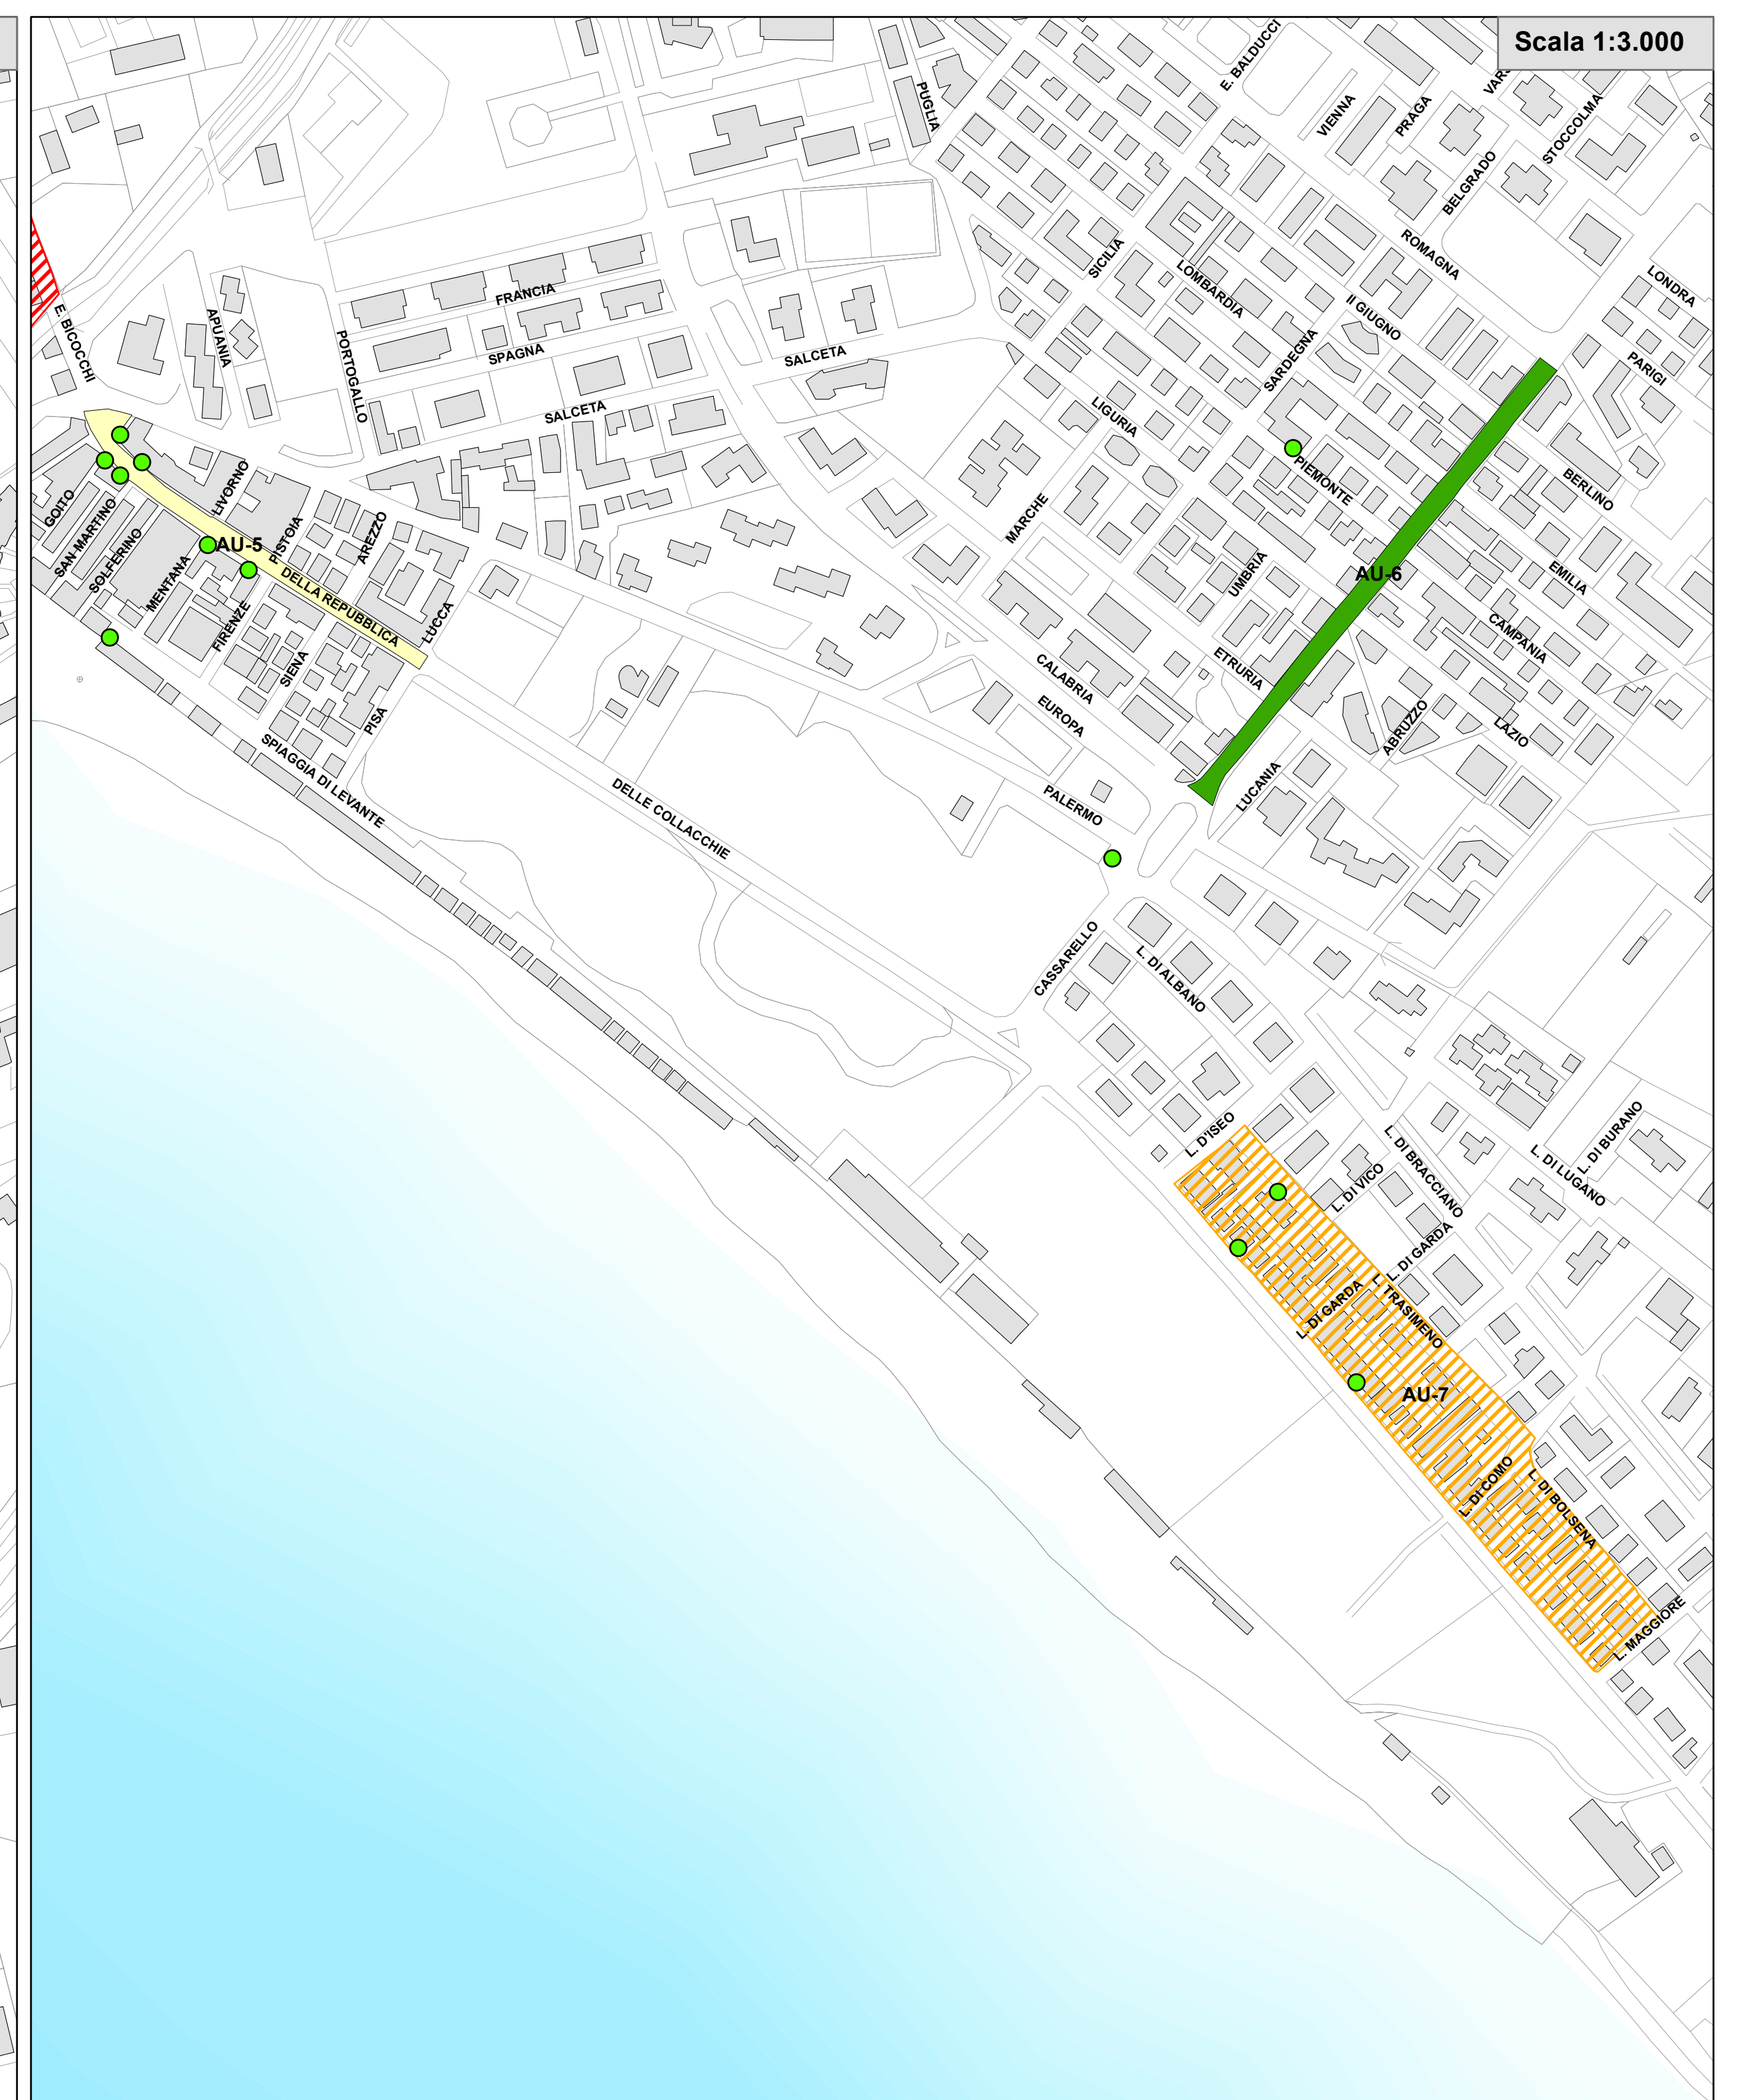 Scala 1:3.000
E. BALDUCCI
PUGLIA
VIENNA
PRAGA
STOCCOLMA
BELGRADO
ROMAGNA
SICILIA
LOMBARDIA
LONDRA
II GIUGNO
E. BICOCCHI
APUANIA
PORTOGALLO
FRANCIA
SPAGNA
SALCETA
SALCETA
SARDEGNA
PARIGI
LIGURIA
PIEMONTE
BERLINO
GOITO
SAN MARTINO
SOLFERINO
LIVORNO
AU-5
PISTOIA
AREZZO
MENTANA
FIRENZE
DELLA REPUBBLICA
LUCCA
SIENA
PISA
MARCHE
UMBRIA
AU-6
EMILIA
CAMPANIA
ETRURIA
CALABRIA
EUROPA
ABRUZZO
LAZIO
SPIAGGIA DI LEVANTE
DELLE COLLACCHIE
PALERMO
LUCANIA
CASSARELLO
L. DI ALBANO
L. D'ISEO
L. DI BRACCIANO
L. DI VICO
L. DI LUGANO
L. DI BURANO
L. DI GARDA
L. DI GARDA
L. TRASIMENO
AU-7
L. DI COMO
L. DI BOLSENA
L. MAGGIORE